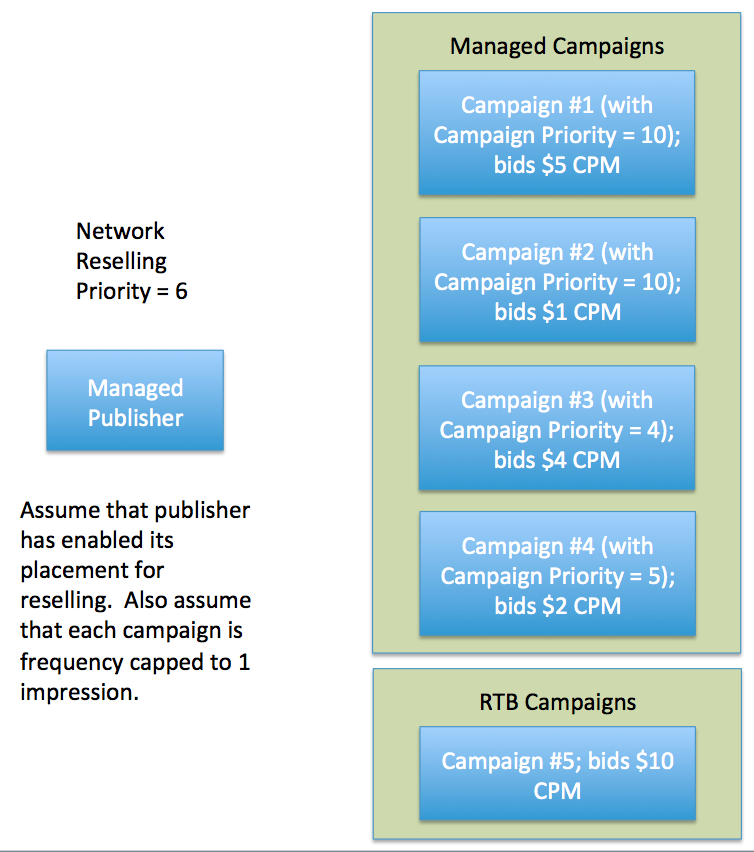 Managed Campaigns
Campaign #1 (with
Campaign Priority = 10);
bids $5 CPM
Network
Reselling
Priority = 6
Campaign #2 (with
Campaign Priority = 10);
bids $1 CPM
Managed
Publisher
Campaign #3 (with
Campaign Priority = 4);
bids $4 CPM
Assume that publisher
has enabled its
placement for
reselling.  Also assume
that each campaign is
frequency capped to 1
impression.
Campaign #4 (with
Campaign Priority = 5);
bids $2 CPM
RTB Campaigns
Campaign #5; bids $10
CPM